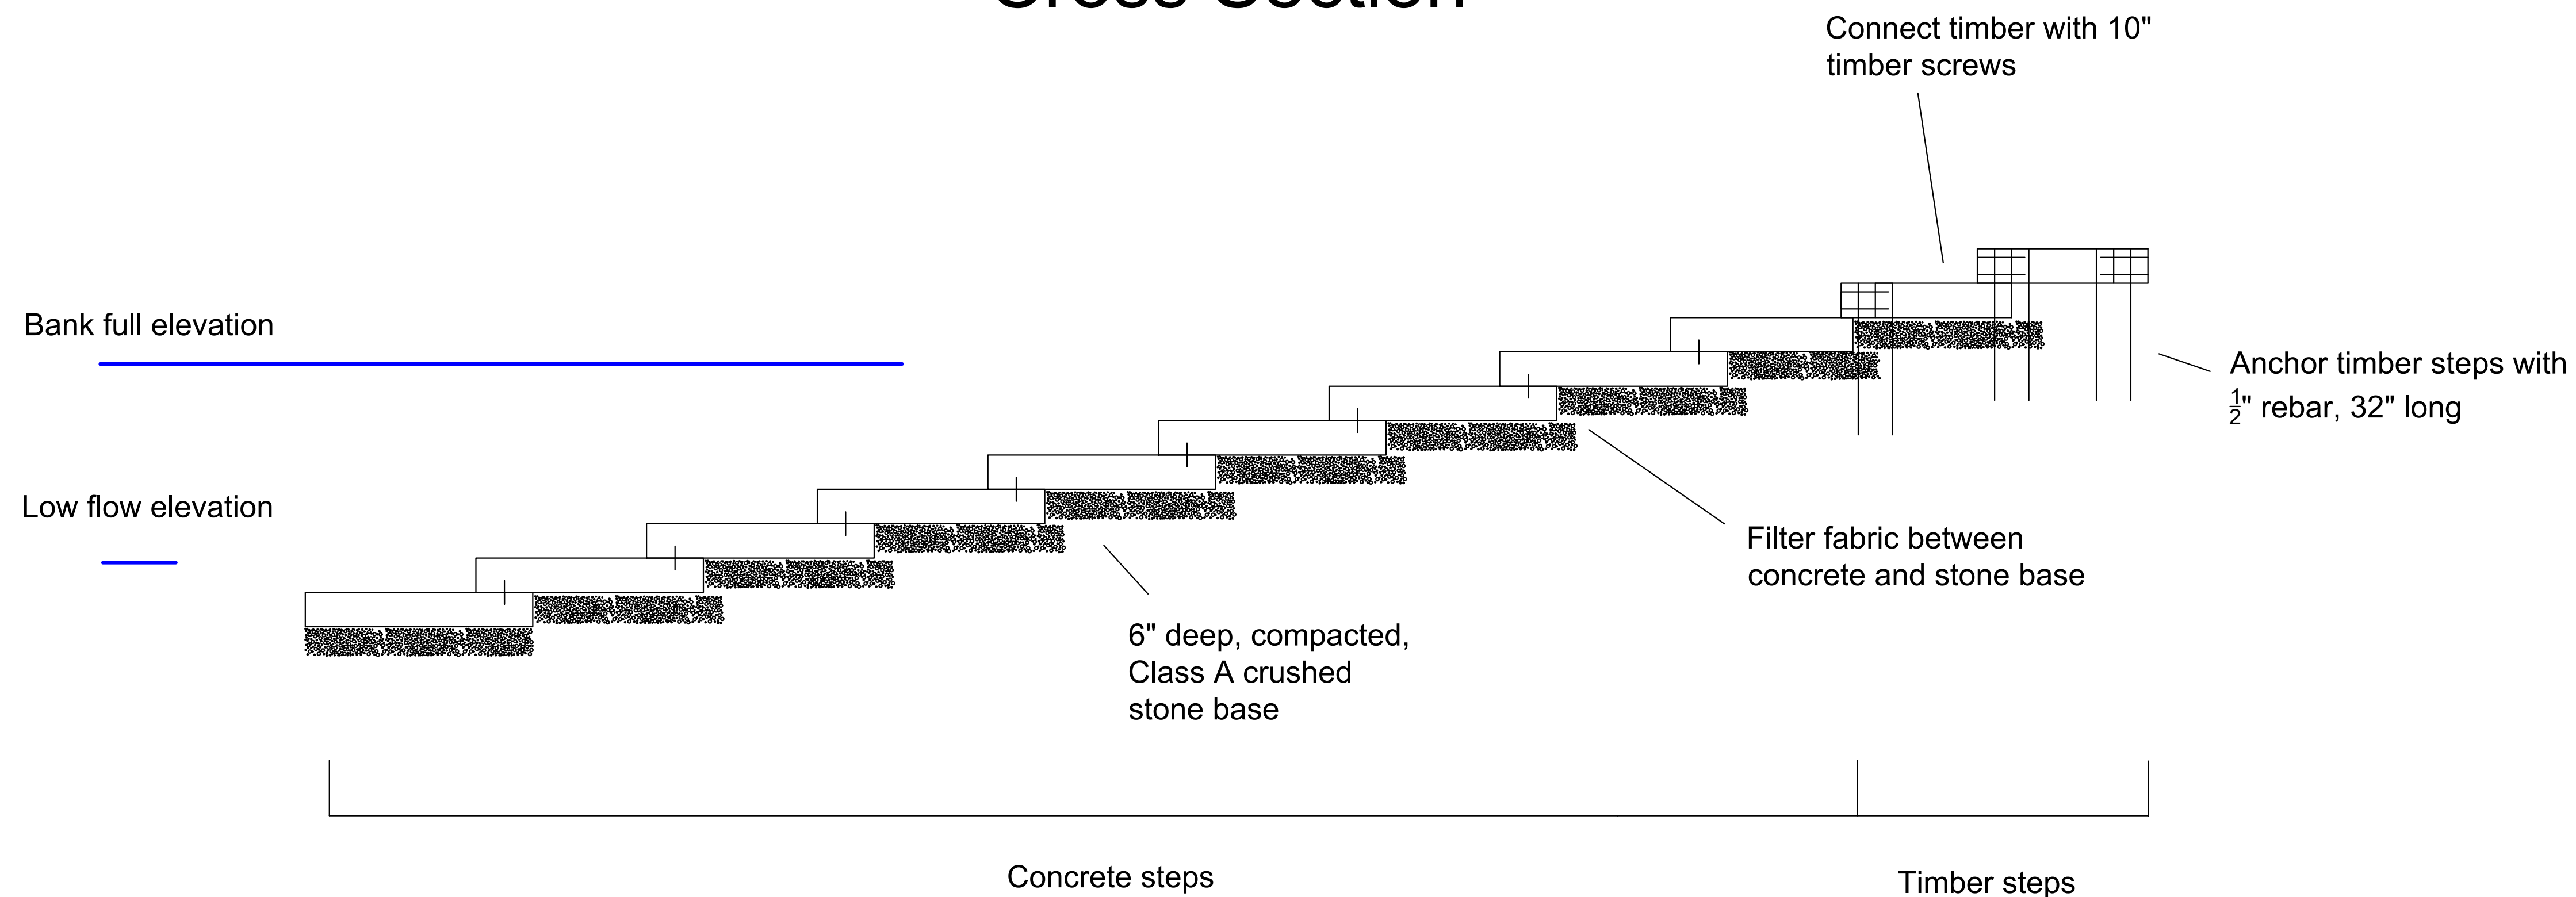 Cross Section
Connect timber with 10"
timber screws
Bank full elevation
Anchor timber steps with
½" rebar, 32" long
Low flow elevation
Filter fabric between
concrete and stone base
6" deep, compacted,
Class A crushed
stone base
Concrete steps
Timber steps